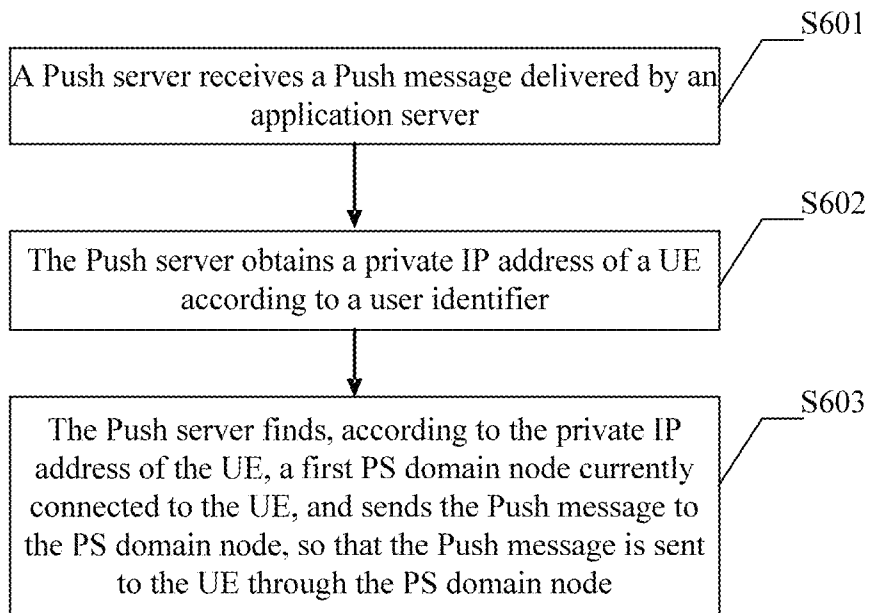 S601
A Push server receives a Push message delivered by an
application server
S602
The Push server obtains a private IP address of a UE
according to a user identifier
S603
The Push server finds, according to the private IP
address of the UE, a first PS domain node currently
connected to the UE, and sends the Push message to
the PS domain node, so that the Push message is sent
to the UE through the PS domain node